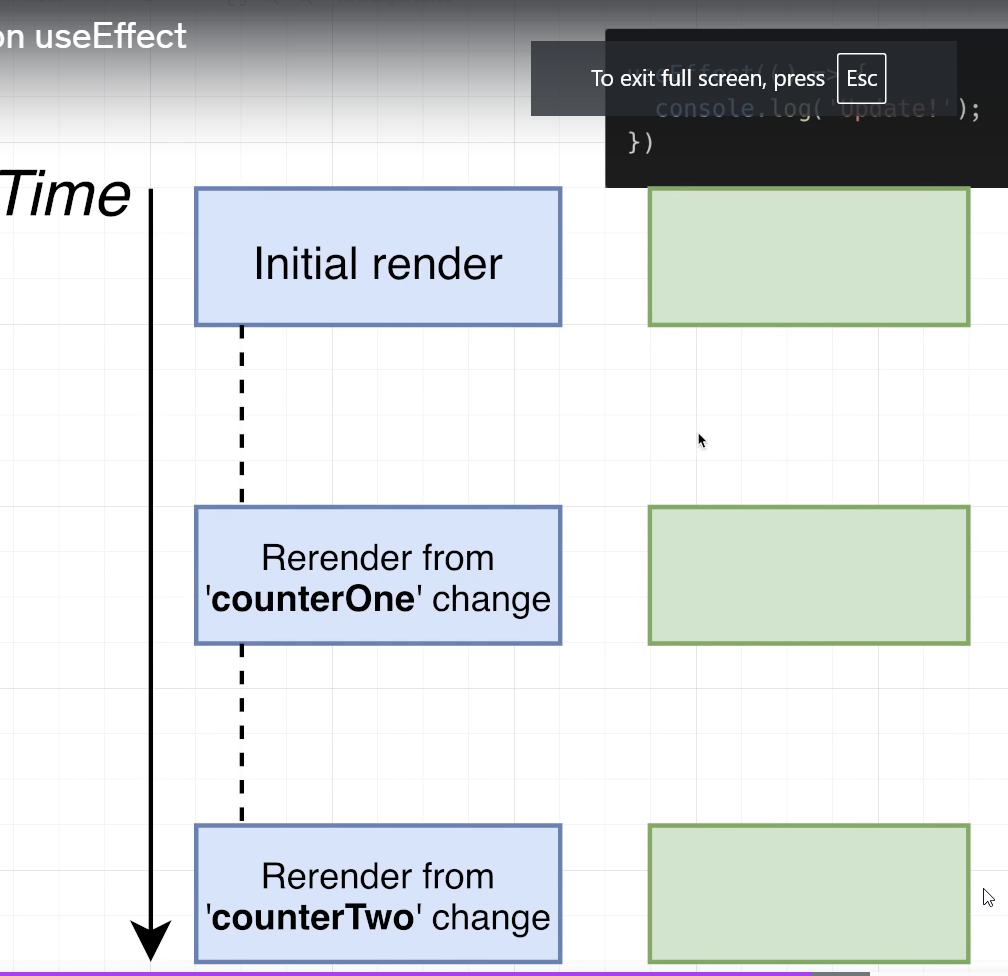 on useEffect
To exit full screen, press Esc
console.log('Update!');
})
Time
Initial render
Rerender from
'counterOne' change
Rerender from
'counterTwo' change